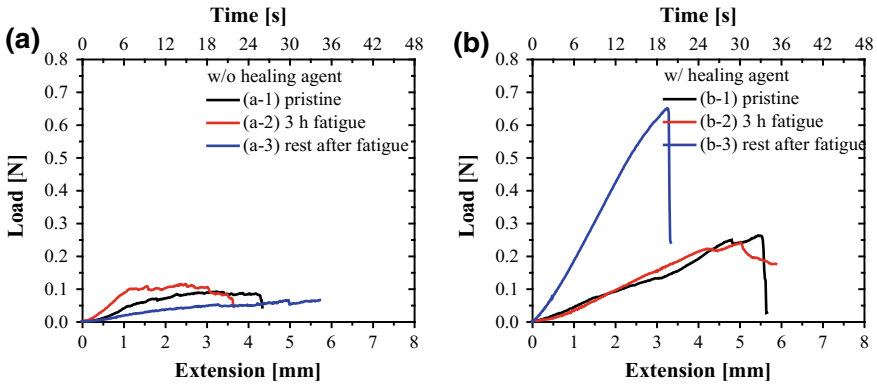 (a)
Time [s]
0 6 12 18 24 30 36 42 48
0.8
0.7
0.6
0.5
0.4
0.3
0.2
0.1
0.0
Load [N]
w/o healing agent
(a-1) pristine
(a-2) 3 h fatigue
(a-3) rest after fatigue
0 1 2 3 4 5 6 7 8
Extension [mm]
(b)
Time [s]
0 6 12 18 24 30 36 42 48
0.8
0.7
0.6
0.5
0.4
0.3
0.2
0.1
0.0
Load [N]
w/ healing agent
(b-1) pristine
(b-2) 3 h fatigue
(b-3) rest after fatigue
0 1 2 3 4 5 6 7 8
Extension [mm]